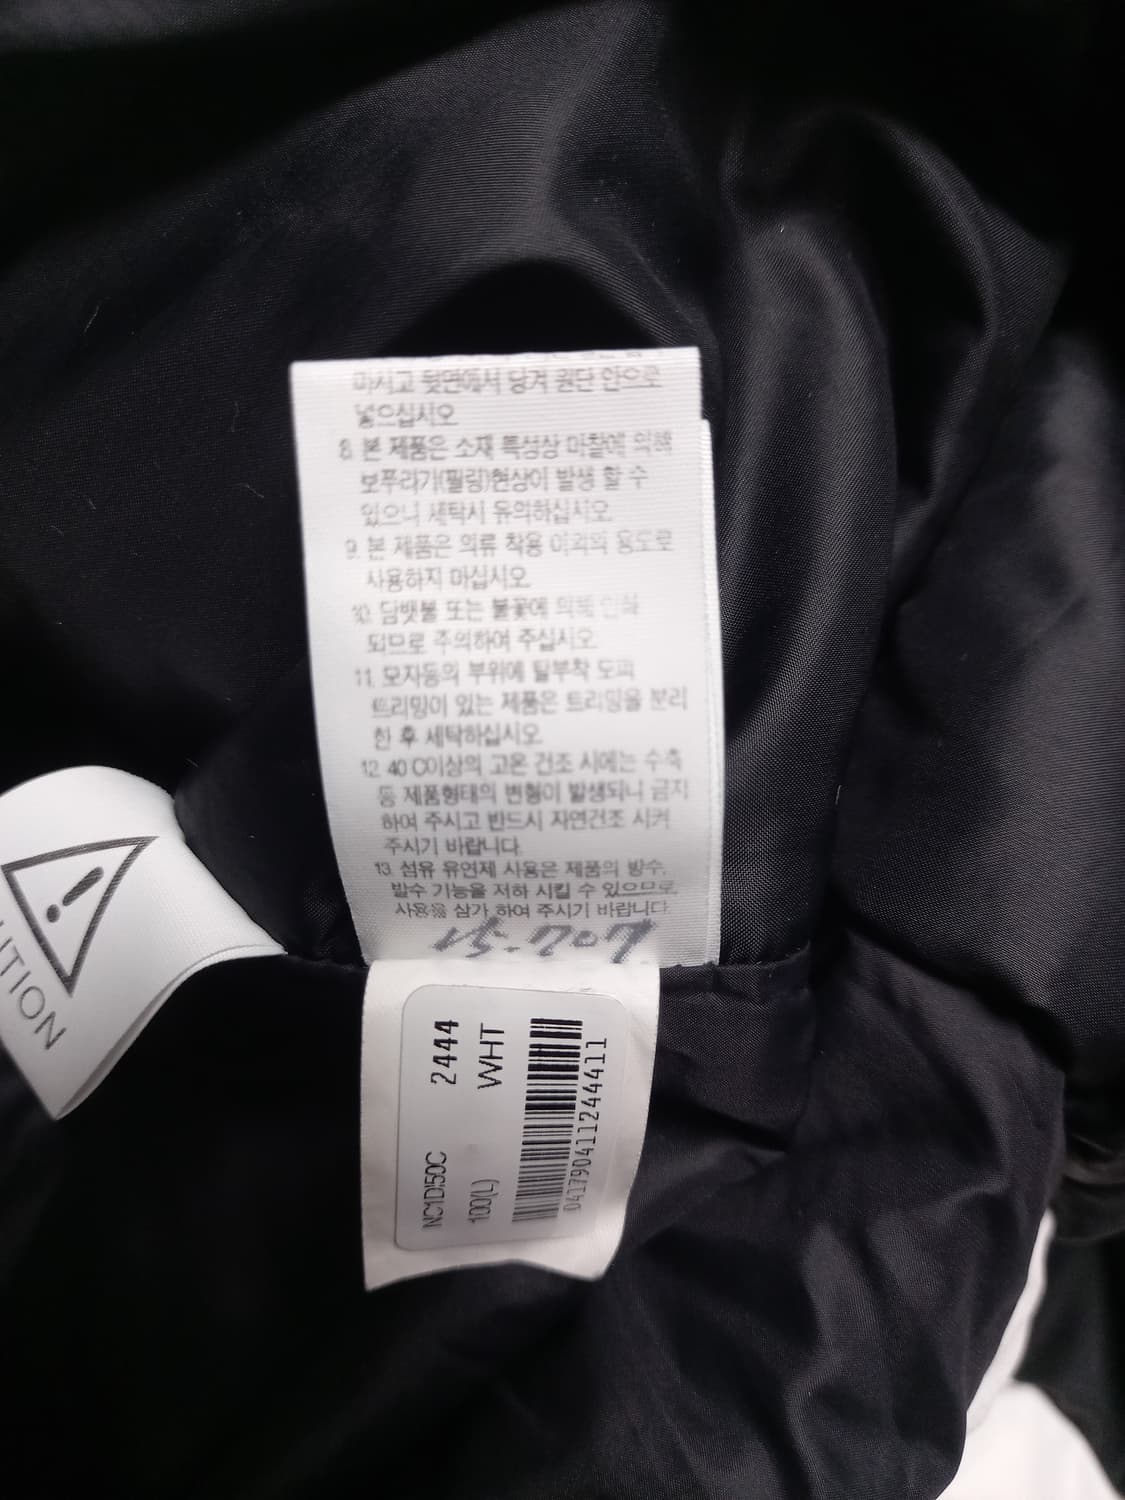 마시고 뒷면에서 당겨 원단 안으로
넣으십시오
8. 본 제품은 소재 특성상 마찰에 의해
보푸라기(필링)현상이 발생 할 수
있으니 세탁시 유의하십시오
9. 본 제품은 의류 착용 이외의 용도로
사용하지 마십시오
10. 담뱃불 또는 불꽃에 의해
되므로 주의하여 주십시오
11. 모자등의 부위에 탈부착 도피
트리밍이 있는 제품은 트리밍을 분리
한 후 세탁하십시오
12. 40 C이상의 고온 건조 시에는 수축
등 제품형태의 변형이 발생되니 금지
하여 주시고 반드시 자연건조 시켜
주시기 바랍니다.
13. 섬유 유연제 사용은 제품의 방수,
발수 기능을 저하 시킬 수 있으므로,
사용을 삼가 하여 주시기 바랍니다.
UTION
NC1DI50C 2444
100(L) WHT
041790411244411